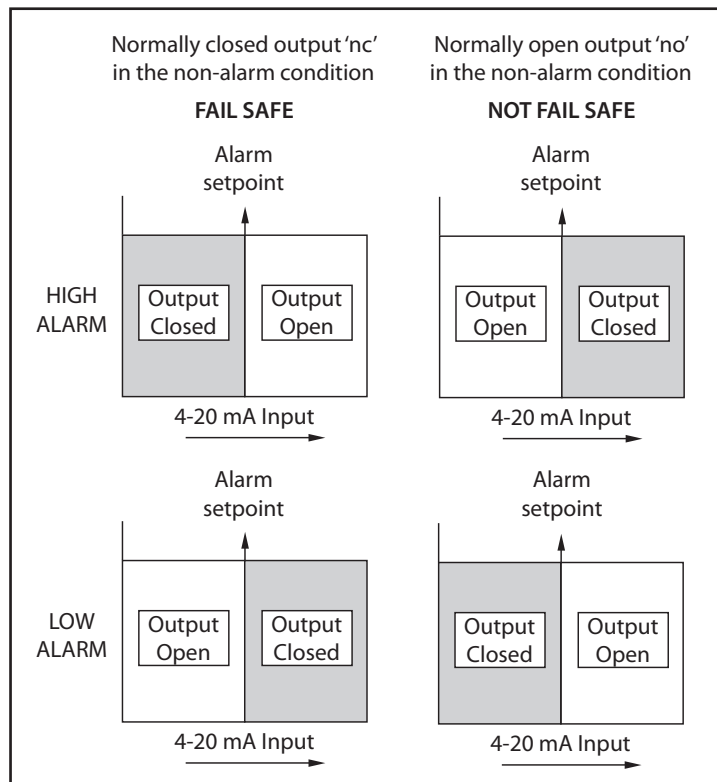 Normally closed output ‘nc’
in the non-alarm condition
FAIL SAFE
Normally open output ‘no’
in the non-alarm condition
NOT FAIL SAFE
HIGH
ALARM
Alarm
setpoint
Output
Closed
Output
Open
4-20 mA Input
Alarm
setpoint
Output
Open
Output
Closed
4-20 mA Input
LOW
ALARM
Alarm
setpoint
Output
Open
Output
Closed
4-20 mA Input
Alarm
setpoint
Output
Closed
Output
Open
4-20 mA Input